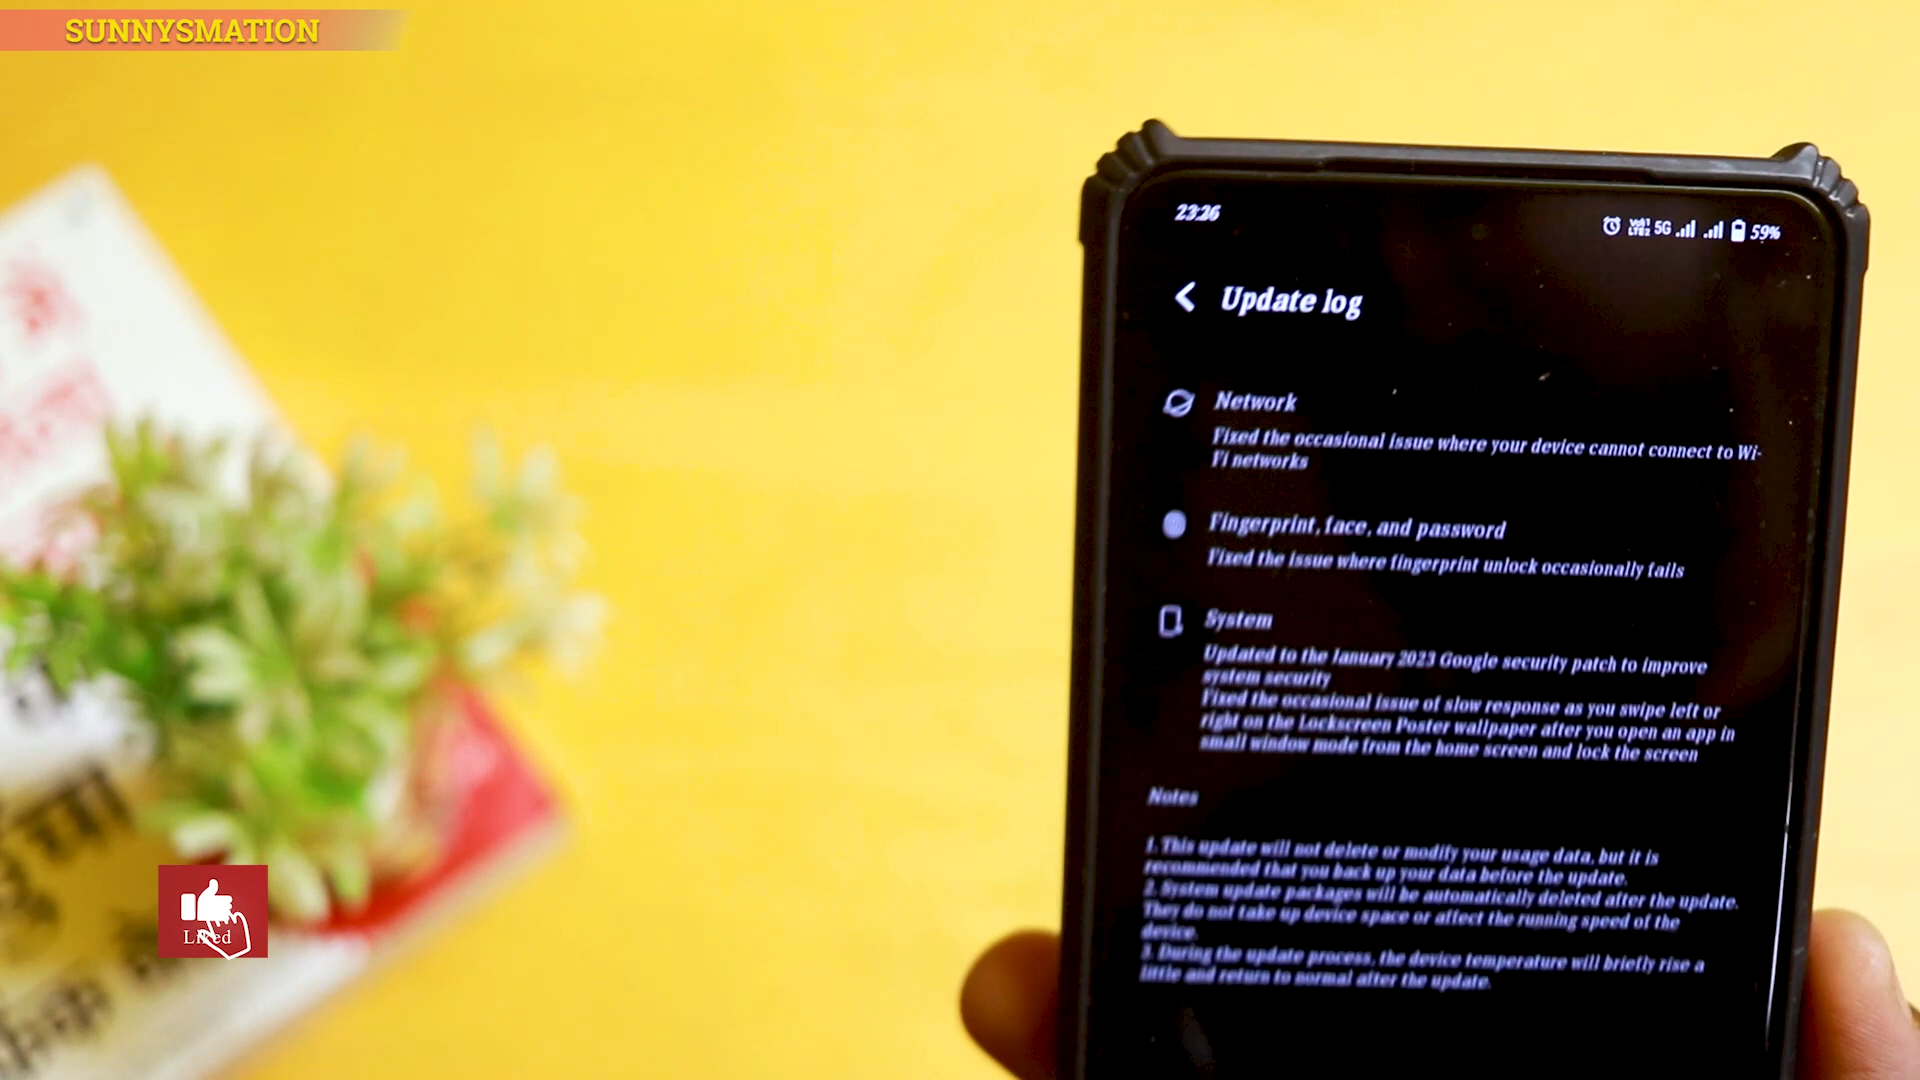 SUNNYSMATION
23:26
Vo1
LTE2
5G
59%
Update log
Network
Fixed the occasional issue where your device cannot connect to Wi-
Fi networks
Fingerprint, face, and password
Fixed the issue where fingerprint unlock occasionally fails
System
Updated to the January 2023 Google security patch to improve
system security
Fixed the occasional issue of slow response as you swipe left or
right on the Lockscreen Poster wallpaper after you open an app in
small window mode from the home screen and lock the screen
Notes
1. This update will not delete or modify your usage data, but it is
recommended that you back up your data before the update.
2. System update packages will be automatically deleted after the update.
They do not take up device space or affect the running speed of the
device.
3. During the update process, the device temperature will briefly rise a
little and return to normal after the update.
Liked